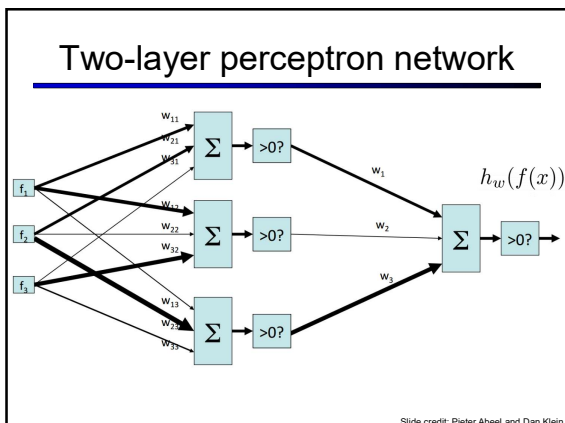 Two-layer perceptron network
w11
w21
w31
Σ
>0?
w1
hw(f(x))
f1
w12
w22
w32
Σ
>0?
w2
Σ
>0?
f2
w3
f3
w13
w23
w33
Σ
>0?
Slide credit: Pieter Abeel and Dan Klein